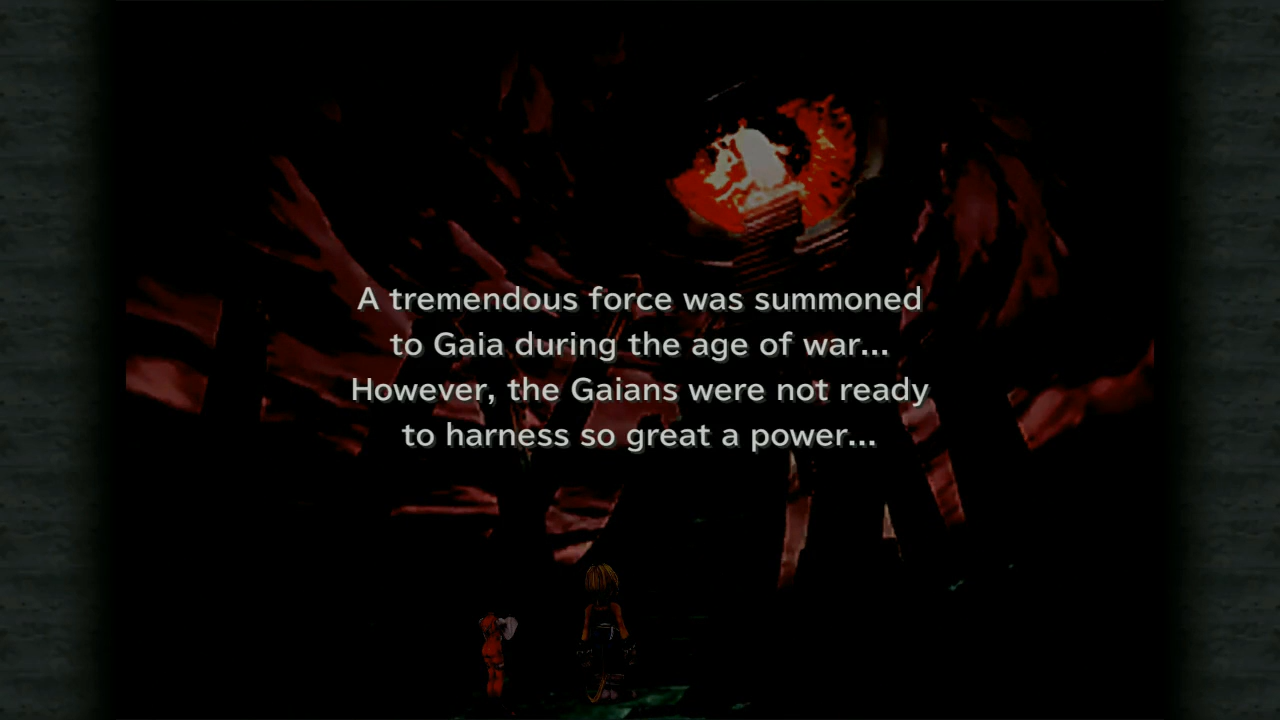 A tremendous force was summoned
to Gaia during the age of war...
However, the Gaians were not ready
to harness so great a power...